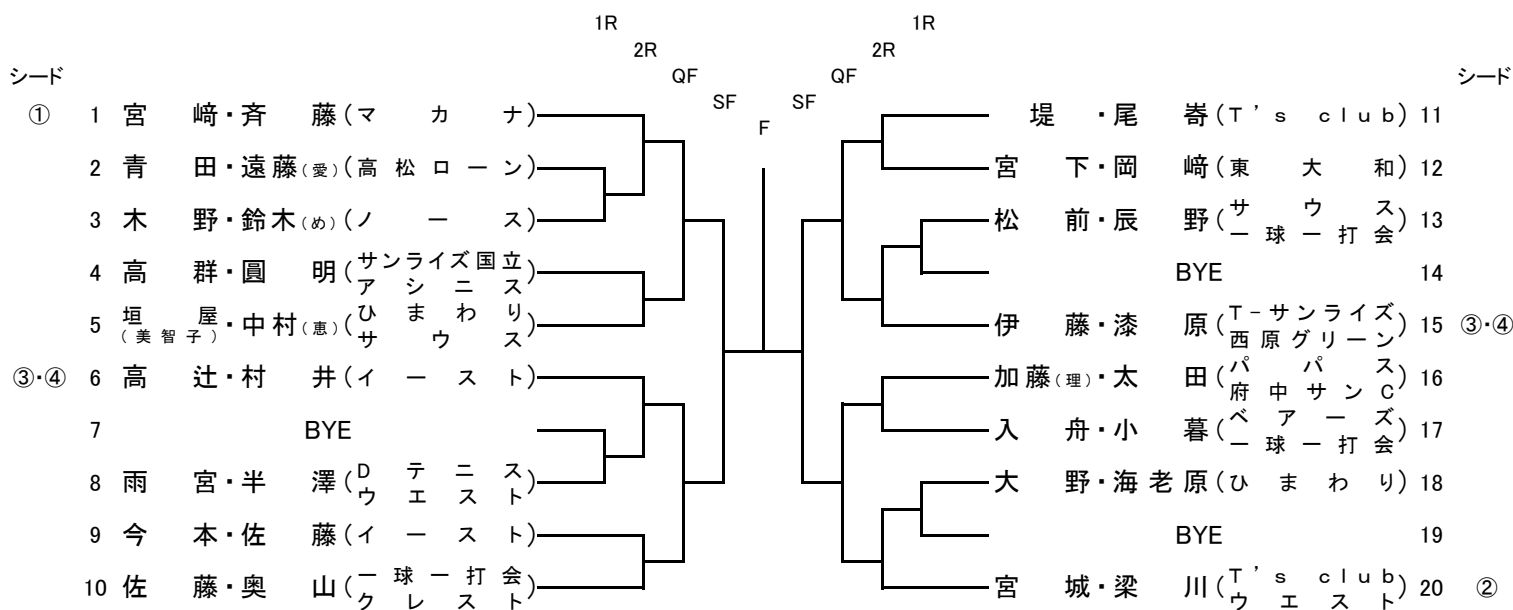 1R 1R
2R 2R
QF QF
シード シード
SF SF
① 1 宮 﨑・斉 藤(マ カ ナ) 堤 ・尾 﨑(T's club) 11
F
2 青 田・遠藤(愛)(高松ローン) 宮 下・岡 﨑(東 大 和) 12
3 木 野・鈴木(め)(ノ ー ス) 松 前・辰 野(サ ウ ス 一球一打会) 13
4 高 群・圓 明(サンライズ国立 ア シ ニ ス) BYE 14
5 垣 屋(美智子)・中村(恵)(ひ ま わ り サ ウ ス) 伊 藤・漆 原(T-サンライズ 西原グリーン) 15 ③・④
③・④ 6 高 辻・村 井(イ ー ス ト) 加藤(理)・太 田(パ パ ス 府中サンC) 16
7 BYE 入 舟・小 暮(ベ ア ー ズ 一球一打会) 17
8 雨 宮・半 澤(D テ ニ ス ウ エ ス ト) 大 野・海老原(ひ ま わ り) 18
9 今 本・佐 藤(イ ー ス ト) BYE 19
10 佐 藤・奥 山(一球一打会 ク レ ス ト) 宮 城・梁 川(T's club ウ エ ス ト) 20 ②